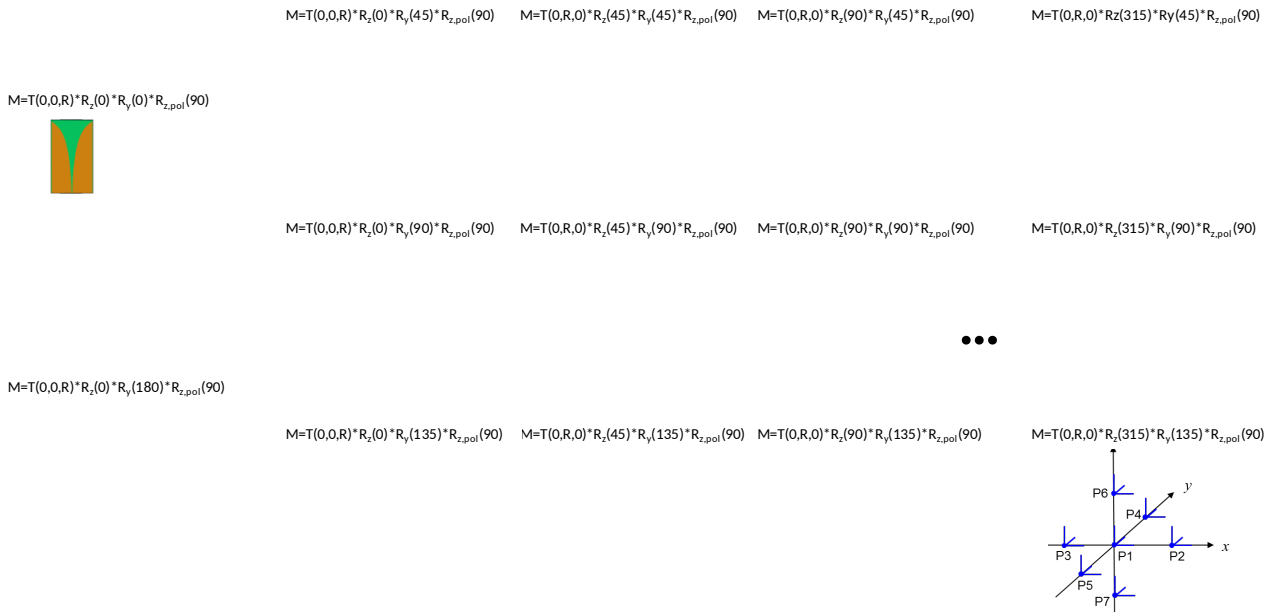 M=T(0,0,R)*Rz(0)*Ry(45)*Rz,pol(90)
M=T(0,R,0)*Rz(45)*Ry(45)*Rz,pol(90)
M=T(0,R,0)*Rz(90)*Ry(45)*Rz,pol(90)
M=T(0,R,0)*Rz(315)*Ry(45)*Rz,pol(90)
M=T(0,0,R)*Rz(0)*Ry(0)*Rz,pol(90)
M=T(0,0,R)*Rz(0)*Ry(90)*Rz,pol(90)
M=T(0,R,0)*Rz(45)*Ry(90)*Rz,pol(90)
M=T(0,R,0)*Rz(90)*Ry(90)*Rz,pol(90)
M=T(0,R,0)*Rz(315)*Ry(90)*Rz,pol(90)
•••
M=T(0,0,R)*Rz(0)*Ry(180)*Rz,pol(90)
M=T(0,0,R)*Rz(0)*Ry(135)*Rz,pol(90)
M=T(0,R,0)*Rz(45)*Ry(135)*Rz,pol(90)
M=T(0,R,0)*Rz(90)*Ry(135)*Rz,pol(90)
M=T(0,R,0)*Rz(315)*Ry(135)*Rz,pol(90)
y
P6
P4
x
P3
P1
P2
P5
P7